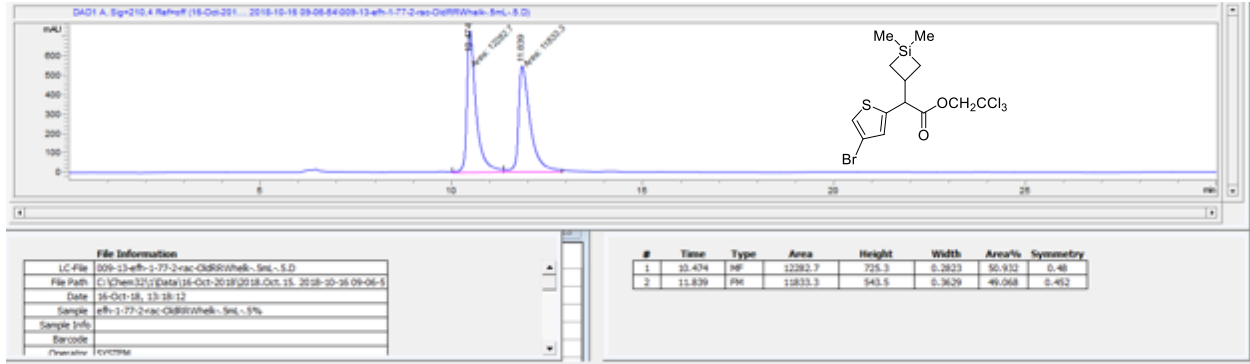 DAD1 A, Sig=210,4 Ref=off (16-Oct-201... 2018-10-16 09-06-54\009-13-efh-1-77-2-rac-OldRRWhelk-.5mL-.5.D)
mAU
600
500
400
300
200
100
0
10.474
Area: 12282.7
11.839
Area: 11833.3
5
10
15
20
25
min
Me
Me
Si
S
OCH2CCl3
O
Br
File Information
LC-File 009-13-efh-1-77-2-rac-OldRRWhelk-.5mL-.5.D
File Path C:\Chem32\1\Data\16-Oct-2018\2018.Oct.15. 2018-10-16 09-06-5
Date 16-Oct-18, 13:18:12
Sample efh-1-77-2-rac-OldRRWhelk-.5mL-.5%
Sample Info
Barcode
Operator SYSTEM
# Time Type Area Height Width Area% Symmetry
1 10.474 MF 12282.7 725.3 0.2823 50.932 0.48
2 11.839 FM 11833.3 543.5 0.3629 49.068 0.452